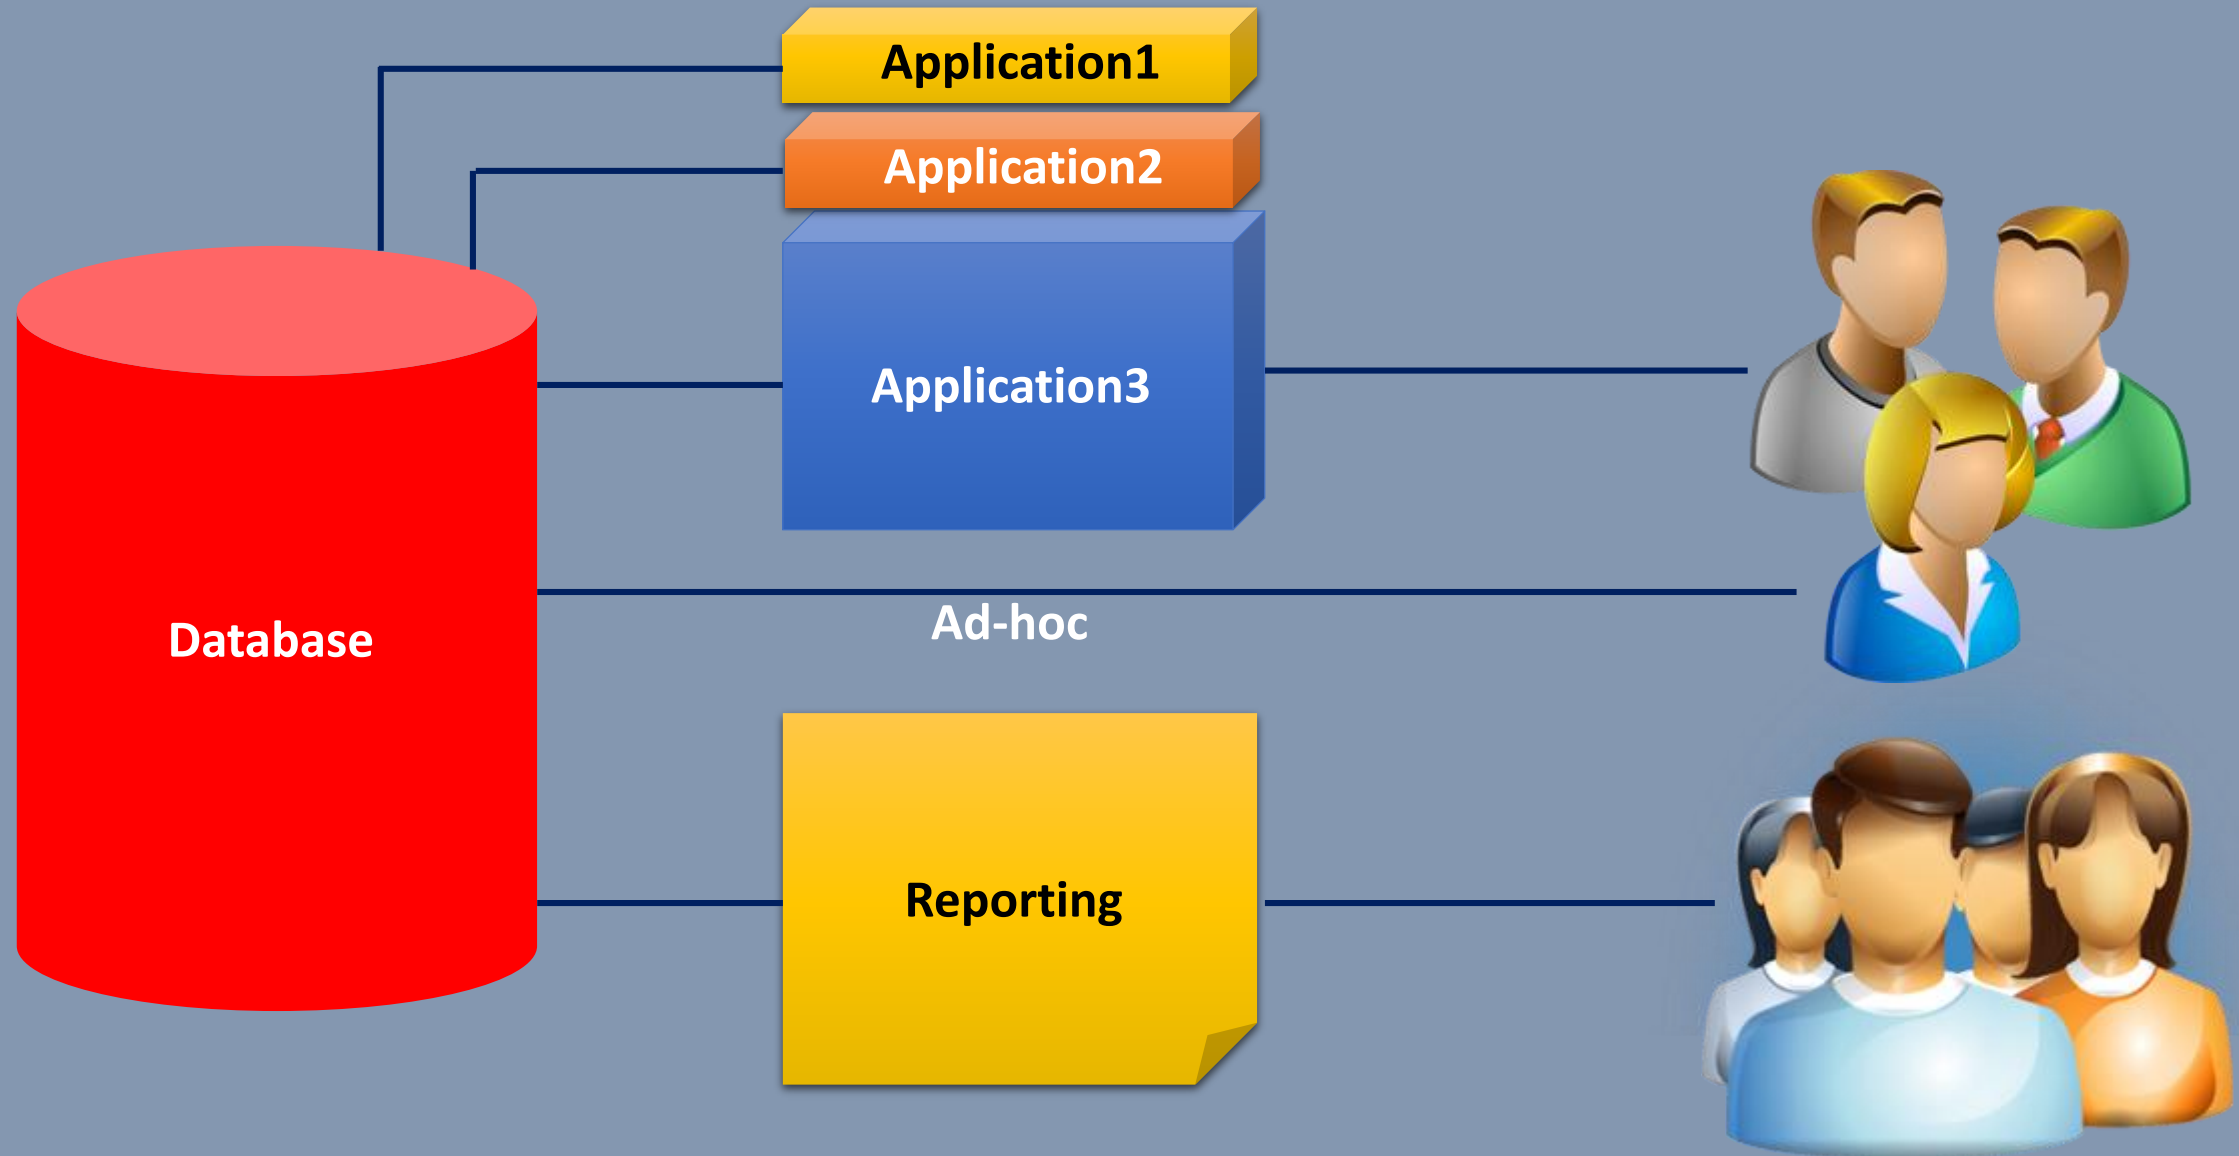 Application1
Application2
Application3
Database
Ad-hoc
Reporting